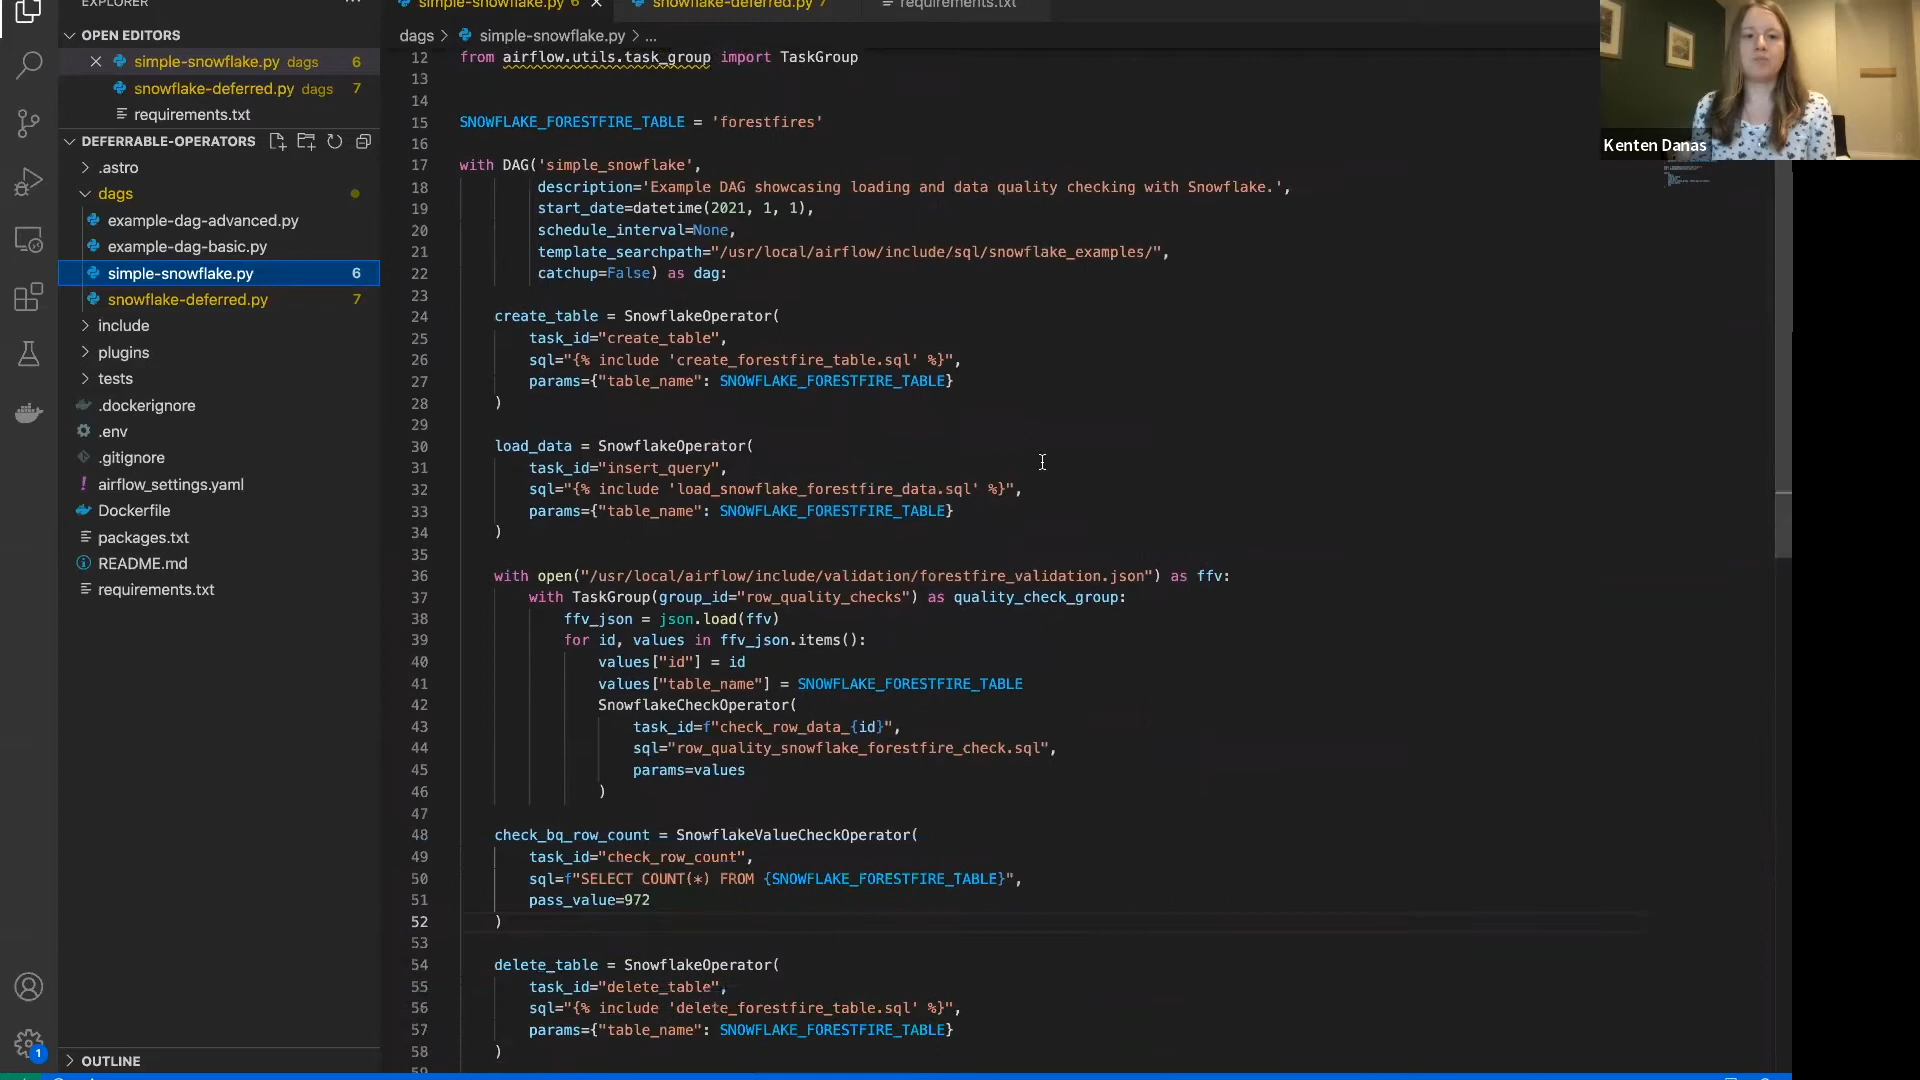 EXPLORER
OPEN EDITORS
simple-snowflake.py dags 6
snowflake-deferred.py dags 7
requirements.txt
DEFERRABLE-OPERATORS
.astro
dags
example-dag-advanced.py
example-dag-basic.py
simple-snowflake.py 6
snowflake-deferred.py 7
include
plugins
tests
.dockerignore
.env
.gitignore
airflow_settings.yaml
Dockerfile
packages.txt
README.md
requirements.txt
OUTLINE
1
simple-snowflake.py 6
snowflake-deferred.py 7
requirements.txt
dags > simple-snowflake.py > ...
12 from airflow.utils.task_group import TaskGroup
13
14
15 SNOWFLAKE_FORESTFIRE_TABLE = 'forestfires'
16
17 with DAG('simple_snowflake',
18 description='Example DAG showcasing loading and data quality checking with Snowflake.',
19 start_date=datetime(2021, 1, 1),
20 schedule_interval=None,
21 template_searchpath="/usr/local/airflow/include/sql/snowflake_examples/",
22 catchup=False) as dag:
23
24 create_table = SnowflakeOperator(
25 task_id="create_table",
26 sql="{% include 'create_forestfire_table.sql' %}",
27 params={"table_name": SNOWFLAKE_FORESTFIRE_TABLE}
28 )
29
30 load_data = SnowflakeOperator(
31 task_id="insert_query",
32 sql="{% include 'load_snowflake_forestfire_data.sql' %}",
33 params={"table_name": SNOWFLAKE_FORESTFIRE_TABLE}
34 )
35
36 with open("/usr/local/airflow/include/validation/forestfire_validation.json") as ffv:
37 with TaskGroup(group_id="row_quality_checks") as quality_check_group:
38 ffv_json = json.load(ffv)
39 for id, values in ffv_json.items():
40 values["id"] = id
41 values["table_name"] = SNOWFLAKE_FORESTFIRE_TABLE
42 SnowflakeCheckOperator(
43 task_id=f"check_row_data_{id}",
44 sql="row_quality_snowflake_forestfire_check.sql",
45 params=values
46 )
47
48 check_bq_row_count = SnowflakeValueCheckOperator(
49 task_id="check_row_count",
50 sql=f"SELECT COUNT(*) FROM {SNOWFLAKE_FORESTFIRE_TABLE}",
51 pass_value=972
52 )
53
54 delete_table = SnowflakeOperator(
55 task_id="delete_table",
56 sql="{% include 'delete_forestfire_table.sql' %}",
57 params={"table_name": SNOWFLAKE_FORESTFIRE_TABLE}
58 )
59
Kenten Danas